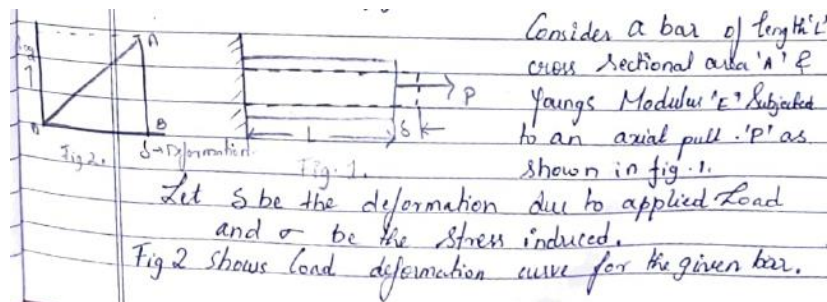 Consider a bar of length 'L'
cross sectional area 'A' &
Youngs Modulus 'E' Subjected
to an axial pull 'P' as
shown in fig.1.
A
O
B
Fig 2.
δ→Deformation
L
δ
P
Fig. 1.
Let δ be the deformation due to applied Load
and σ be the stress induced.
Fig 2 shows load deformation curve for the given bar.